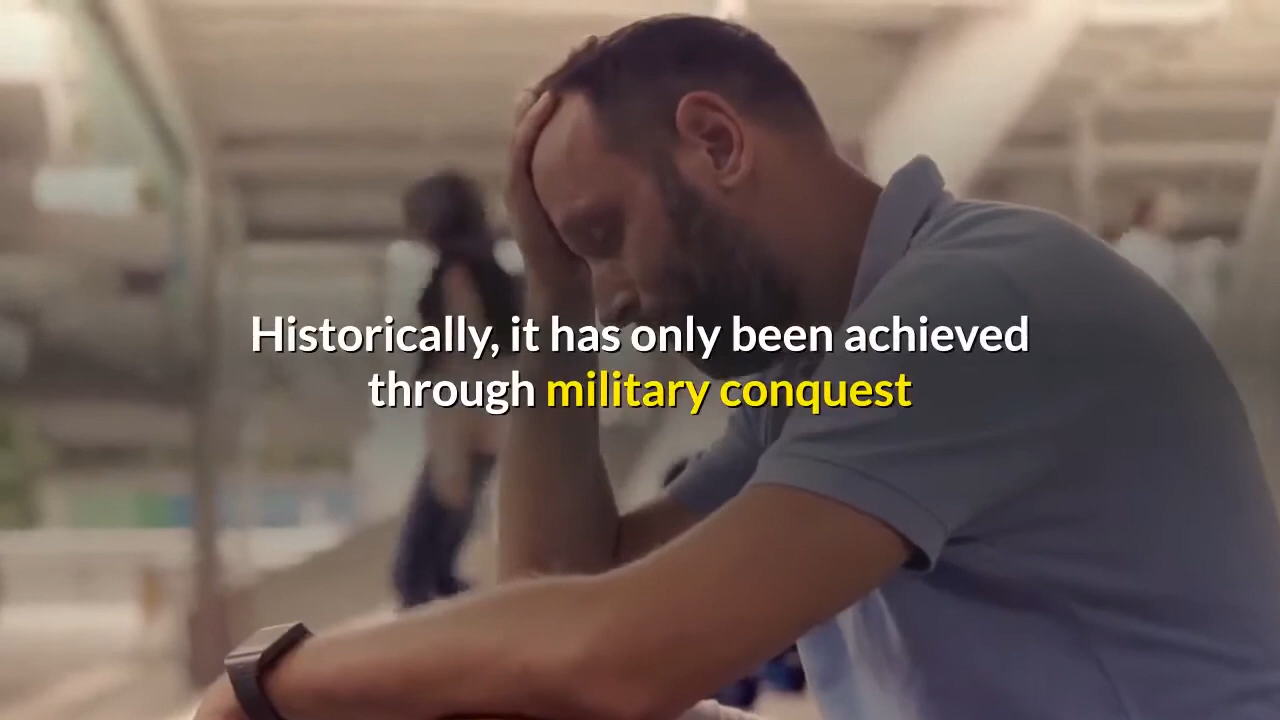 Historically, it has only been achieved
through military conquest